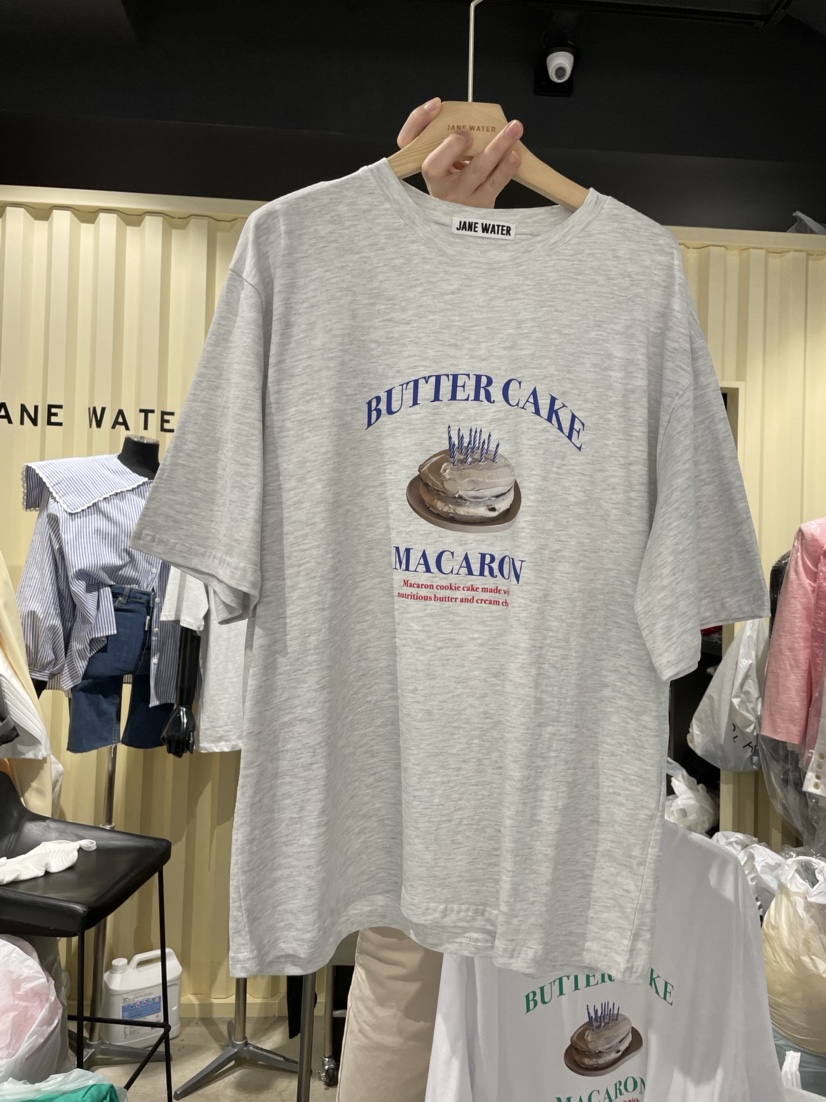 JANE WATER
JANE WATER
ANE WATE
BUTTER CAKE
MACARON
Macaron cookie cake made
nutritious butter and cream
BUTTER CAKE
MACARON